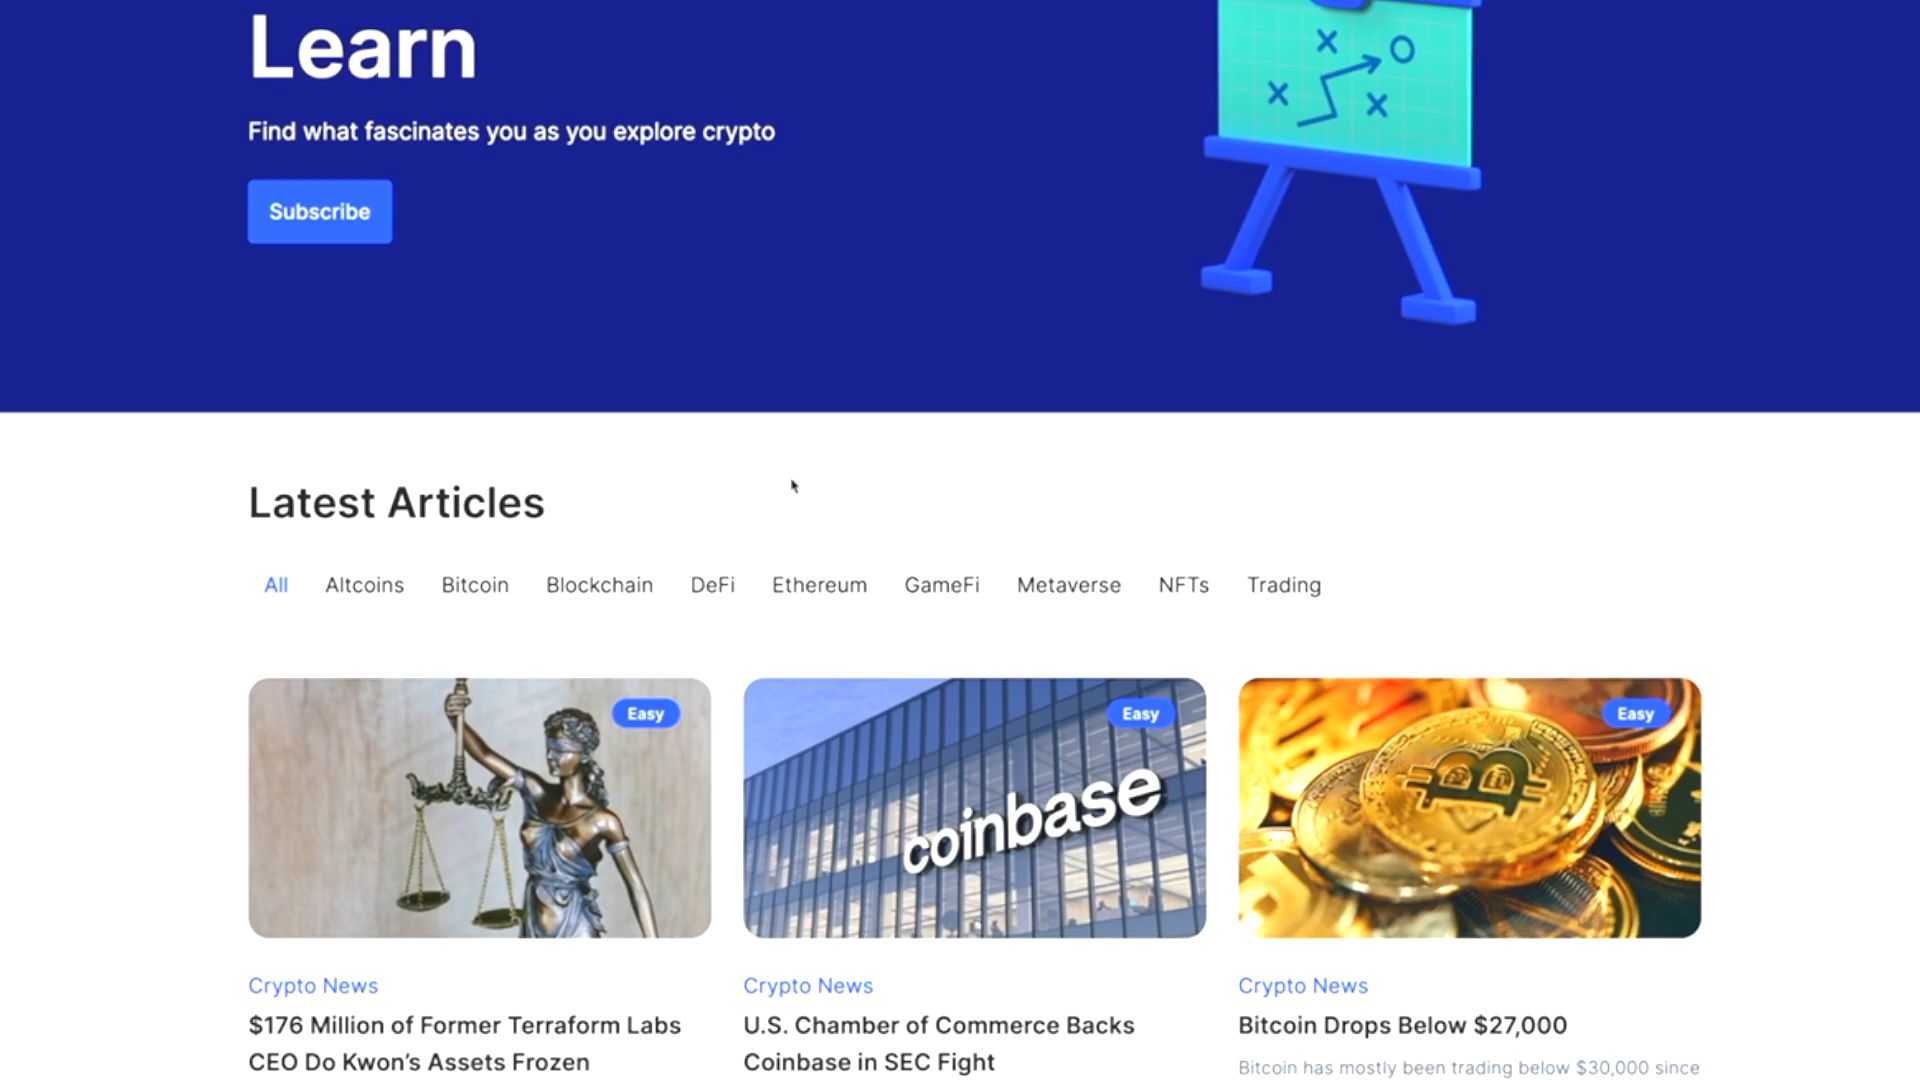 Learn
Find what fascinates you as you explore crypto
Subscribe
Latest Articles
All Altcoins Bitcoin Blockchain DeFi Ethereum GameFi Metaverse NFTs Trading
Easy
Easy
Easy
coinbase
Crypto News
$176 Million of Former Terraform Labs
CEO Do Kwon’s Assets Frozen
Crypto News
U.S. Chamber of Commerce Backs
Coinbase in SEC Fight
Crypto News
Bitcoin Drops Below $27,000
Bitcoin has mostly been trading below $30,000 since